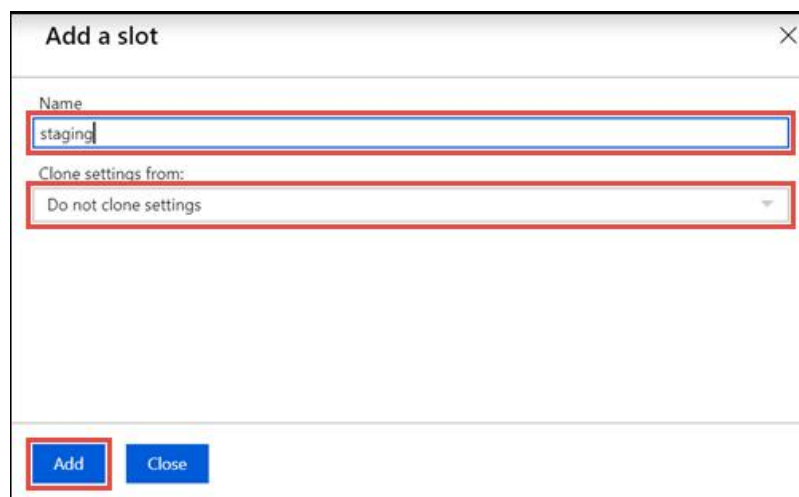 Add a slot
Name
staging
Clone settings from:
Do not clone settings
Add Close